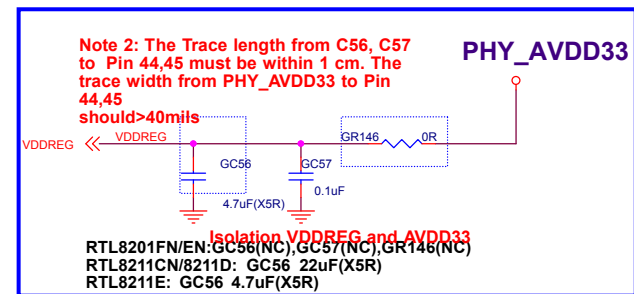 Note 2: The Trace length from C56, C57
to Pin 44,45 must be within 1 cm. The
trace width from PHY_AVDD33 to Pin
44,45
should>40mils
PHY_AVDD33
VDDREG
VDDREG
GR146
0R
GC56
GC57
0.1uF
4.7uF(X5R)
Isolation VDDREG and AVDD33
RTL8201FN/EN:GC56(NC),GC57(NC),GR146(NC)
RTL8211CN/8211D: GC56 22uF(X5R)
RTL8211E: GC56 4.7uF(X5R)